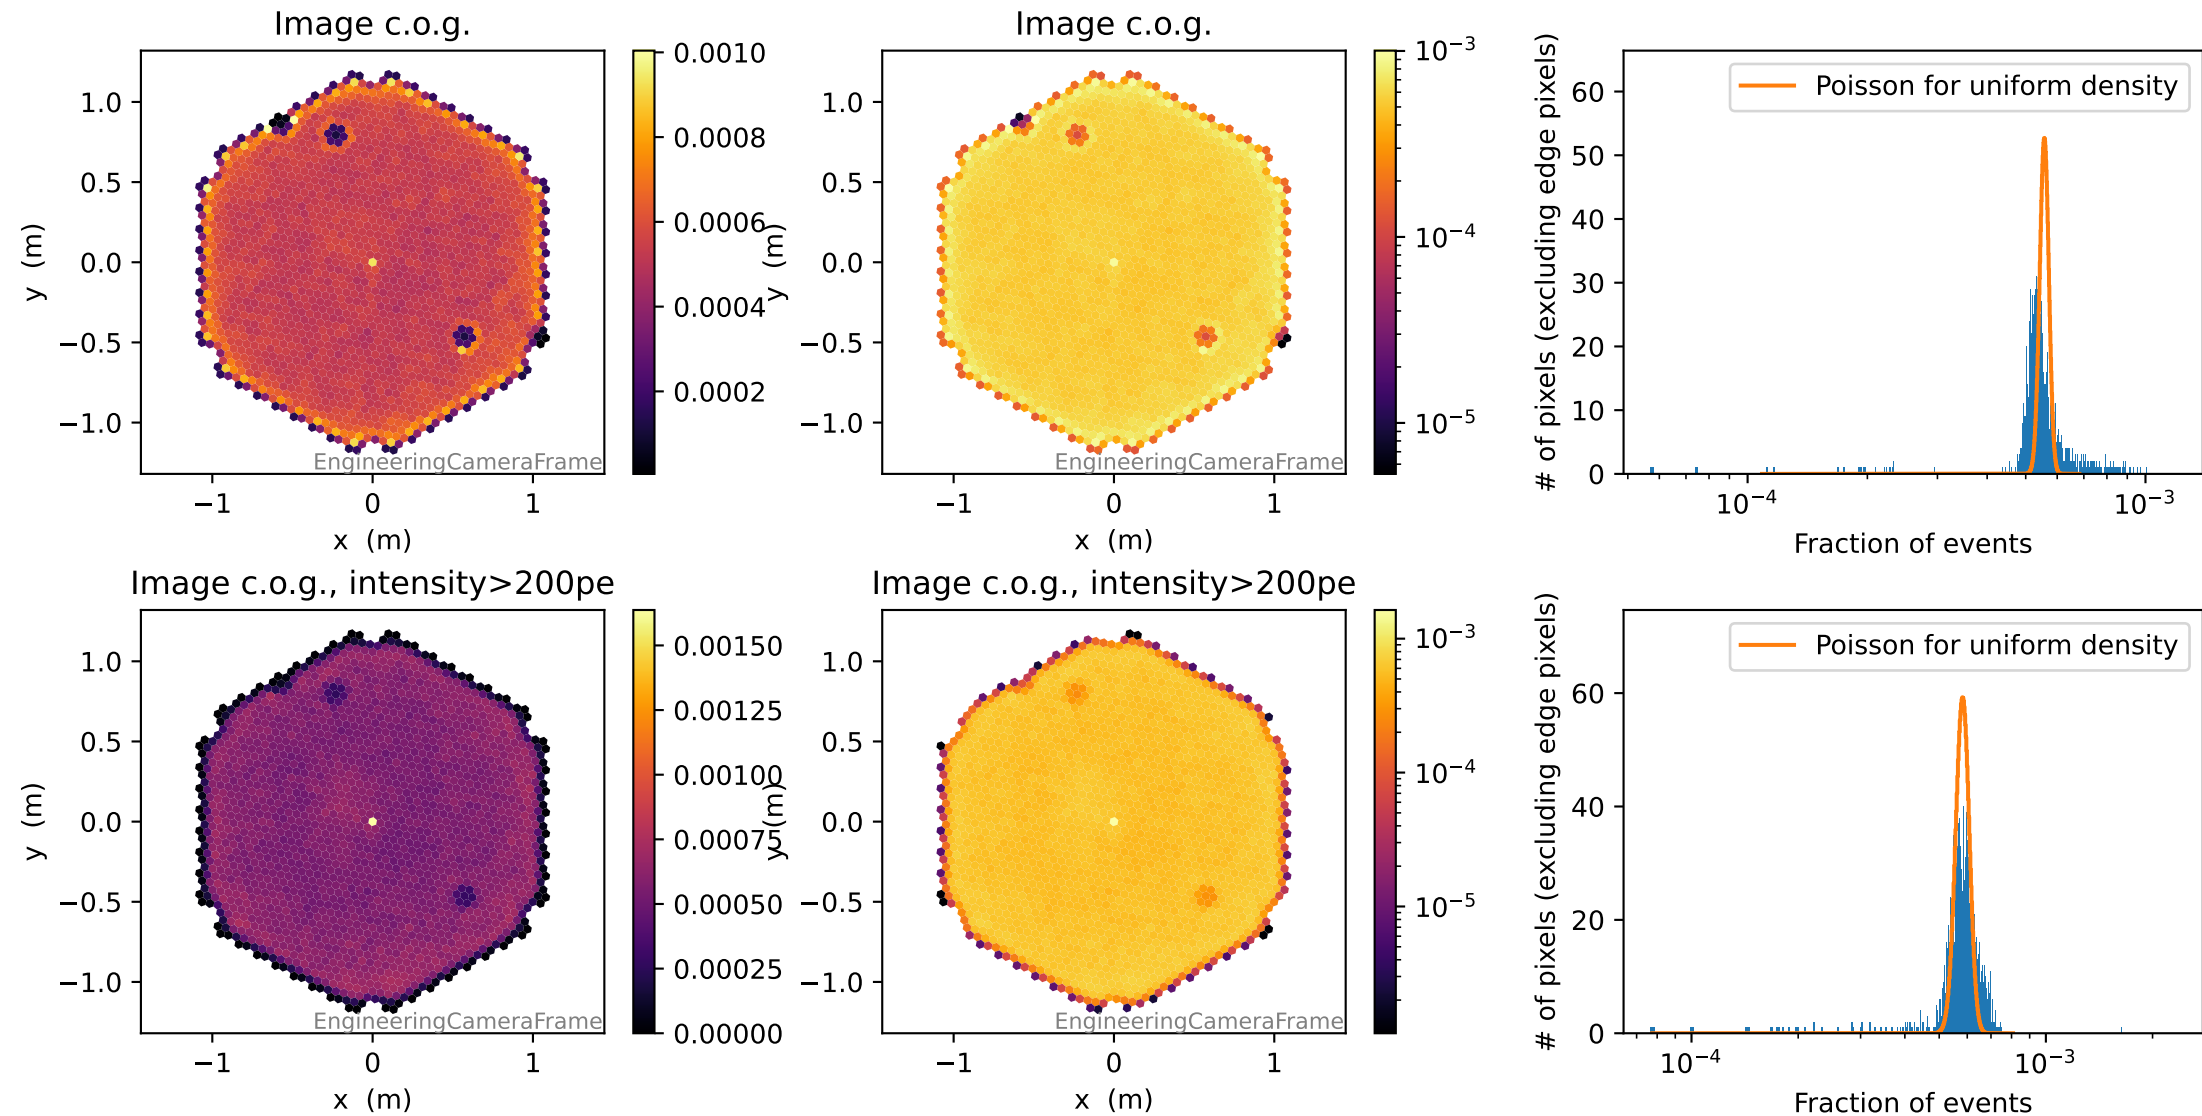 Image c.o.g.
y (m)
1.0
0.5
0.0
−0.5
−1.0
−1
0
1
x (m)
EngineeringCameraFrame
0.0010
0.0008
0.0006
0.0004
0.0002
Image c.o.g.
y (m)
1.0
0.5
0.0
−0.5
−1.0
−1
0
1
x (m)
EngineeringCameraFrame
10⁻³
10⁻⁴
10⁻⁵
# of pixels (excluding edge pixels)
60
50
40
30
20
10
0
Poisson for uniform density
10⁻⁴
10⁻³
Fraction of events
Image c.o.g., intensity>200pe
y (m)
1.0
0.5
0.0
−0.5
−1.0
−1
0
1
x (m)
EngineeringCameraFrame
0.00150
0.00125
0.00100
0.00075
0.00050
0.00025
0.00000
Image c.o.g., intensity>200pe
y (m)
1.0
0.5
0.0
−0.5
−1.0
−1
0
1
x (m)
EngineeringCameraFrame
10⁻³
10⁻⁴
10⁻⁵
# of pixels (excluding edge pixels)
60
40
20
0
Poisson for uniform density
10⁻⁴
10⁻³
Fraction of events